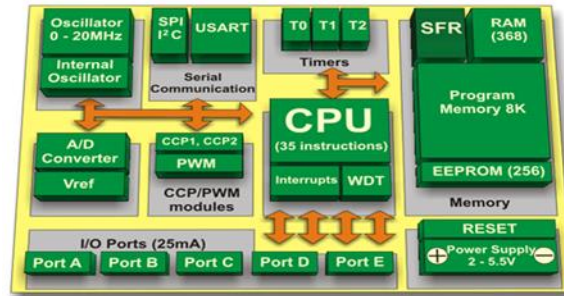 Oscillator
0 - 20MHz
Internal
Oscillator
SPI
I²C
USART
Serial
Communication
T0
T1
T2
Timers
SFR
RAM
(368)
Program
Memory 8K
EEPROM (256)
Memory
A/D
Converter
Vref
CCP1, CCP2
PWM
CCP/PWM
modules
CPU
(35 instructions)
Interrupts
WDT
I/O Ports (25mA)
Port A
Port B
Port C
Port D
Port E
RESET
+
Power Supply
2 - 5.5V
−